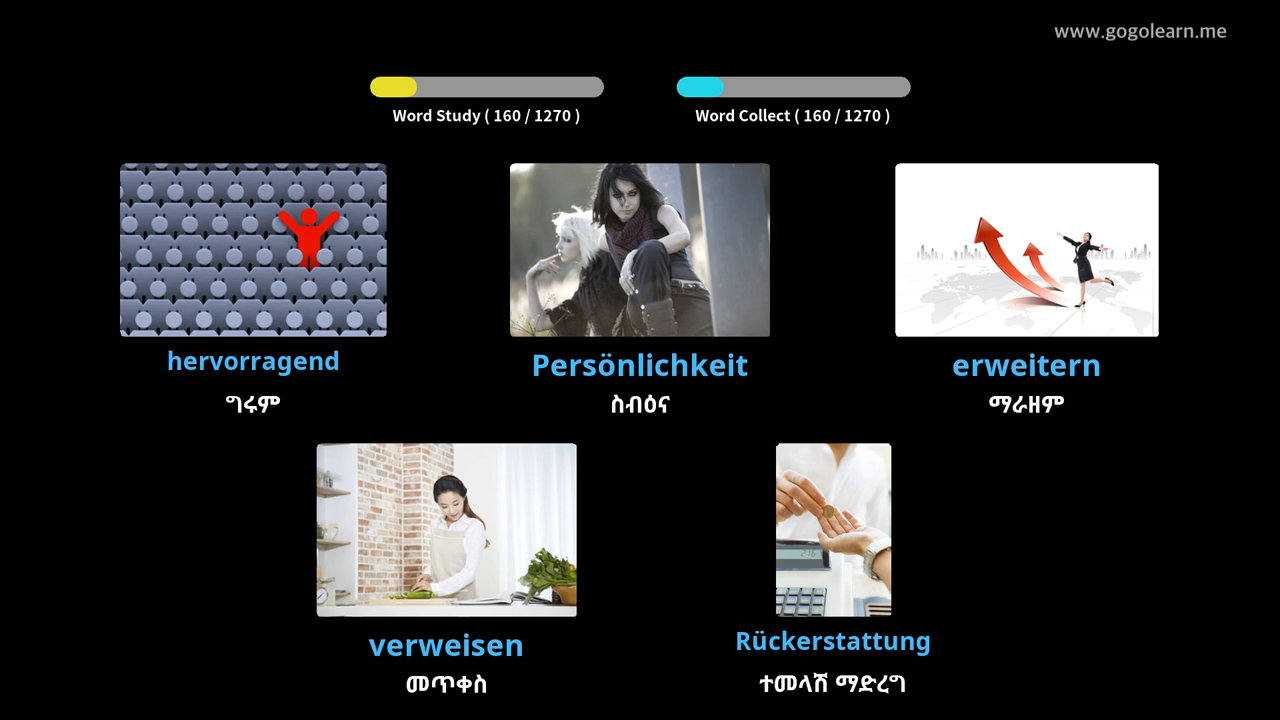 www.gogolearn.me
Word Study ( 160 / 1270 )
Word Collect ( 160 / 1270 )
hervorragend
ግሩም
Persönlichkeit
ስብዕና
erweitern
ማራዘም
verweisen
መጥቀስ
Rückerstattung
ተመላሽ ማድረግ